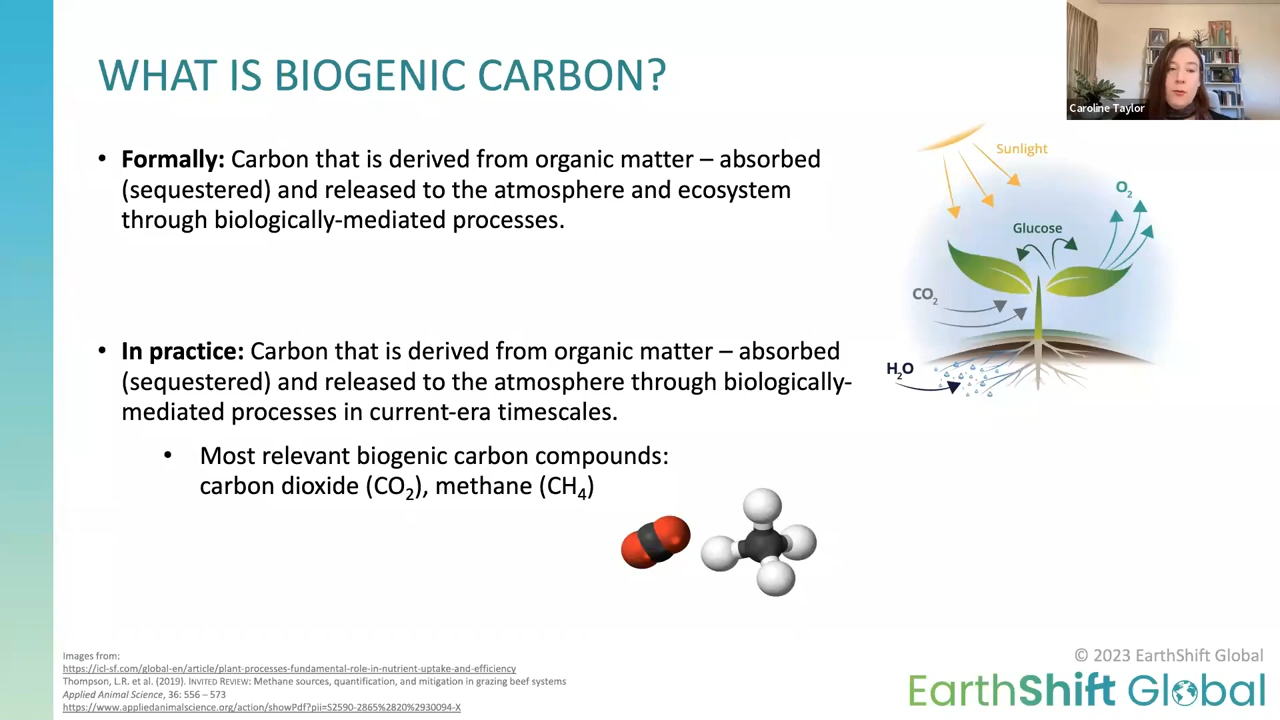 WHAT IS BIOGENIC CARBON?
Caroline Taylor
• Formally: Carbon that is derived from organic matter – absorbed
(sequestered) and released to the atmosphere and ecosystem
through biologically-mediated processes.
Sunlight
O₂
Glucose
CO₂
H₂O
• In practice: Carbon that is derived from organic matter – absorbed
(sequestered) and released to the atmosphere through biologically-
mediated processes in current-era timescales.
• Most relevant biogenic carbon compounds:
carbon dioxide (CO₂), methane (CH₄)
Images from:
https://icl-sf.com/global-en/article/plant-processes-fundamental-role-in-nutrient-uptake-and-efficiency
Thompson, L.R. et al. (2019). INVITED REVIEW: Methane sources, quantification, and mitigation in grazing beef systems
Applied Animal Science, 36: 556 – 573
https://www.appliedanimalscience.org/action/showPdf?pii=S2590-2865%2820%2930094-X
© 2023 EarthShift Global
EarthShift Global